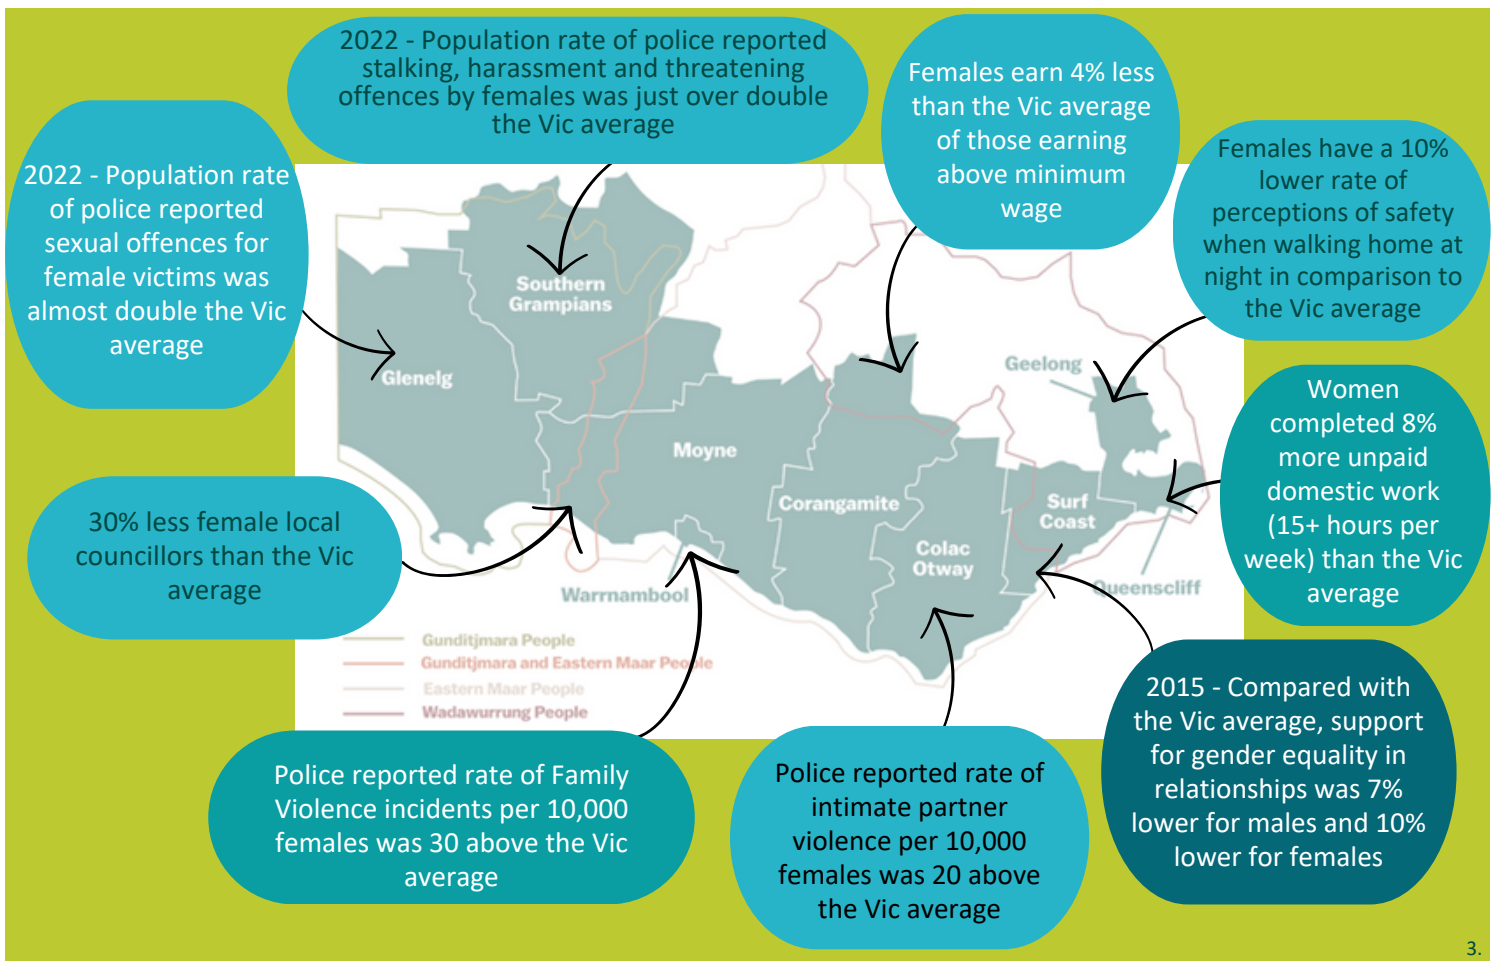 2022 - Population rate of police reported
stalking, harassment and threatening
offences by females was just over double
the Vic average
Females earn 4% less
than the Vic average
of those earning
above minimum
wage
2022 - Population rate
of police reported
sexual offences for
female victims was
almost double the Vic
average
Females have a 10%
lower rate of
perceptions of safety
when walking home at
night in comparison to
the Vic average
Southern
Grampians
Glenelg
Geelong
Moyne
Corangamite
Surf
Coast
Colac
Otway
Warrnambool
Queenscliff
Women
completed 8%
more unpaid
domestic work
(15+ hours per
week) than the Vic
average
30% less female local
councillors than the Vic
average
Gunditjmara People
Gunditjmara and Eastern Maar People
Eastern Maar People
Wadawurrung People
2015 - Compared with
the Vic average, support
for gender equality in
relationships was 7%
lower for males and 10%
lower for females
Police reported rate of Family
Violence incidents per 10,000
females was 30 above the Vic
average
Police reported rate of
intimate partner
violence per 10,000
females was 20 above
the Vic average
3.